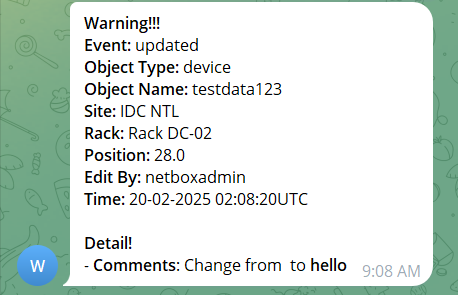 Warning!!!
Event: updated
Object Type: device
Object Name: testdata123
Site: IDC NTL
Rack: Rack DC-02
Position: 28.0
Edit By: netboxadmin
Time: 20-02-2025 02:08:20UTC
Detail!
- Comments: Change from  to hello
9:08 AM
W